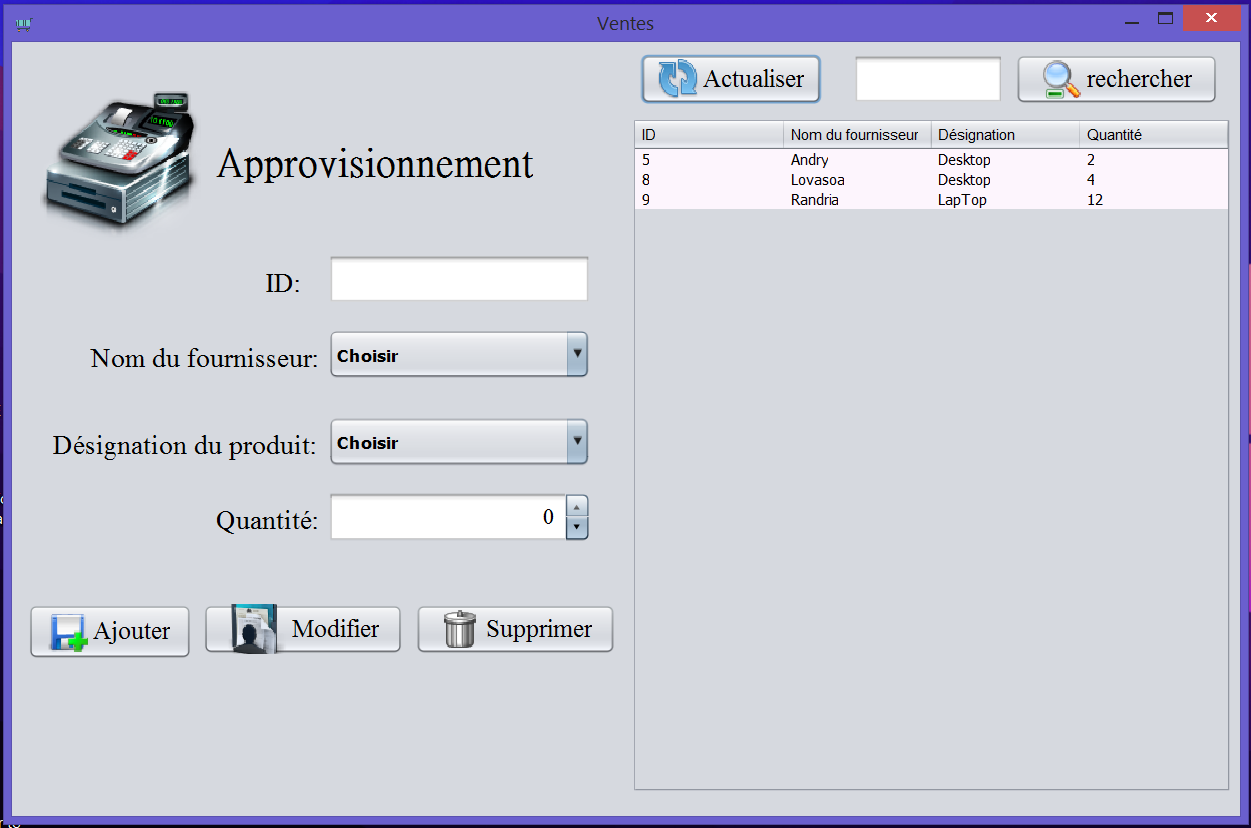 Ventes
Approvisionnement
ID:
Nom du fournisseur: Choisir
Désignation du produit: Choisir
Quantité: 0
Ajouter Modifier Supprimer
Actualiser rechercher
ID Nom du fournisseur Désignation Quantité
5 Andry Desktop 2
8 Lovasoa Desktop 4
9 Randria LapTop 12